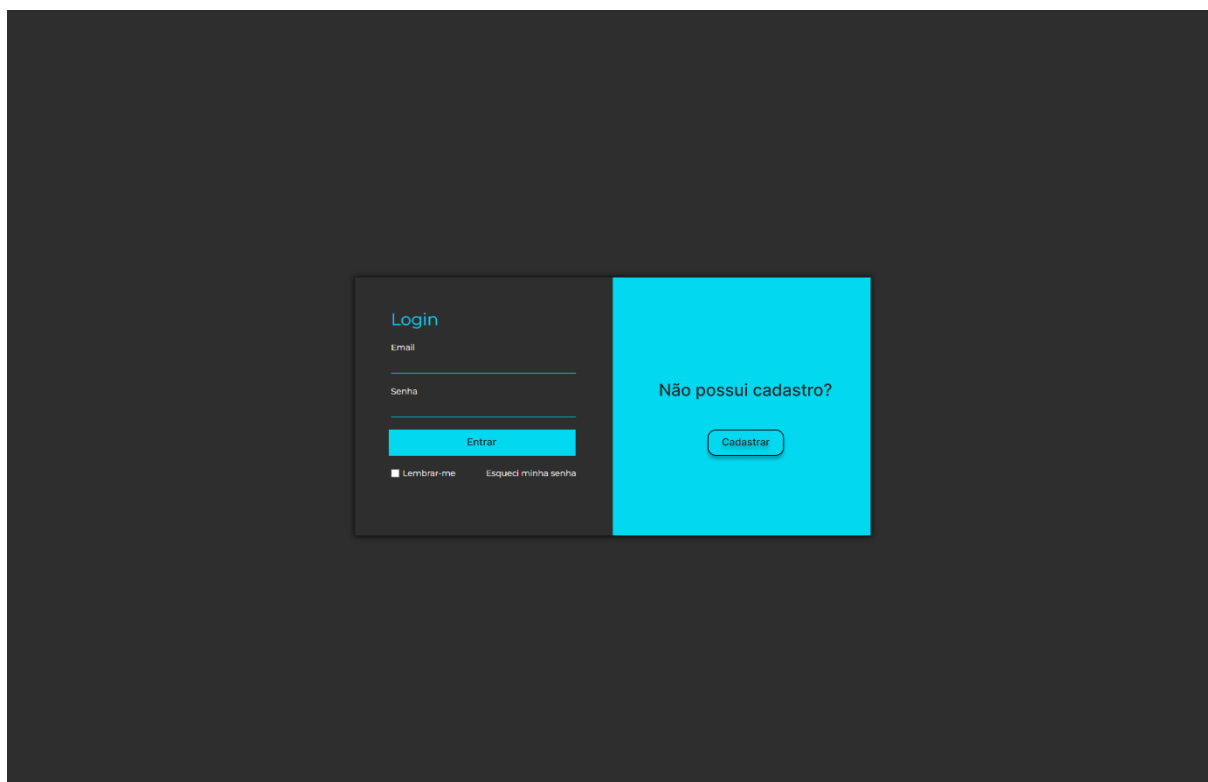 Login
Email
Senha
Entrar
Lembrar-me
Esqueci minha senha
Não possui cadastro?
Cadastrar